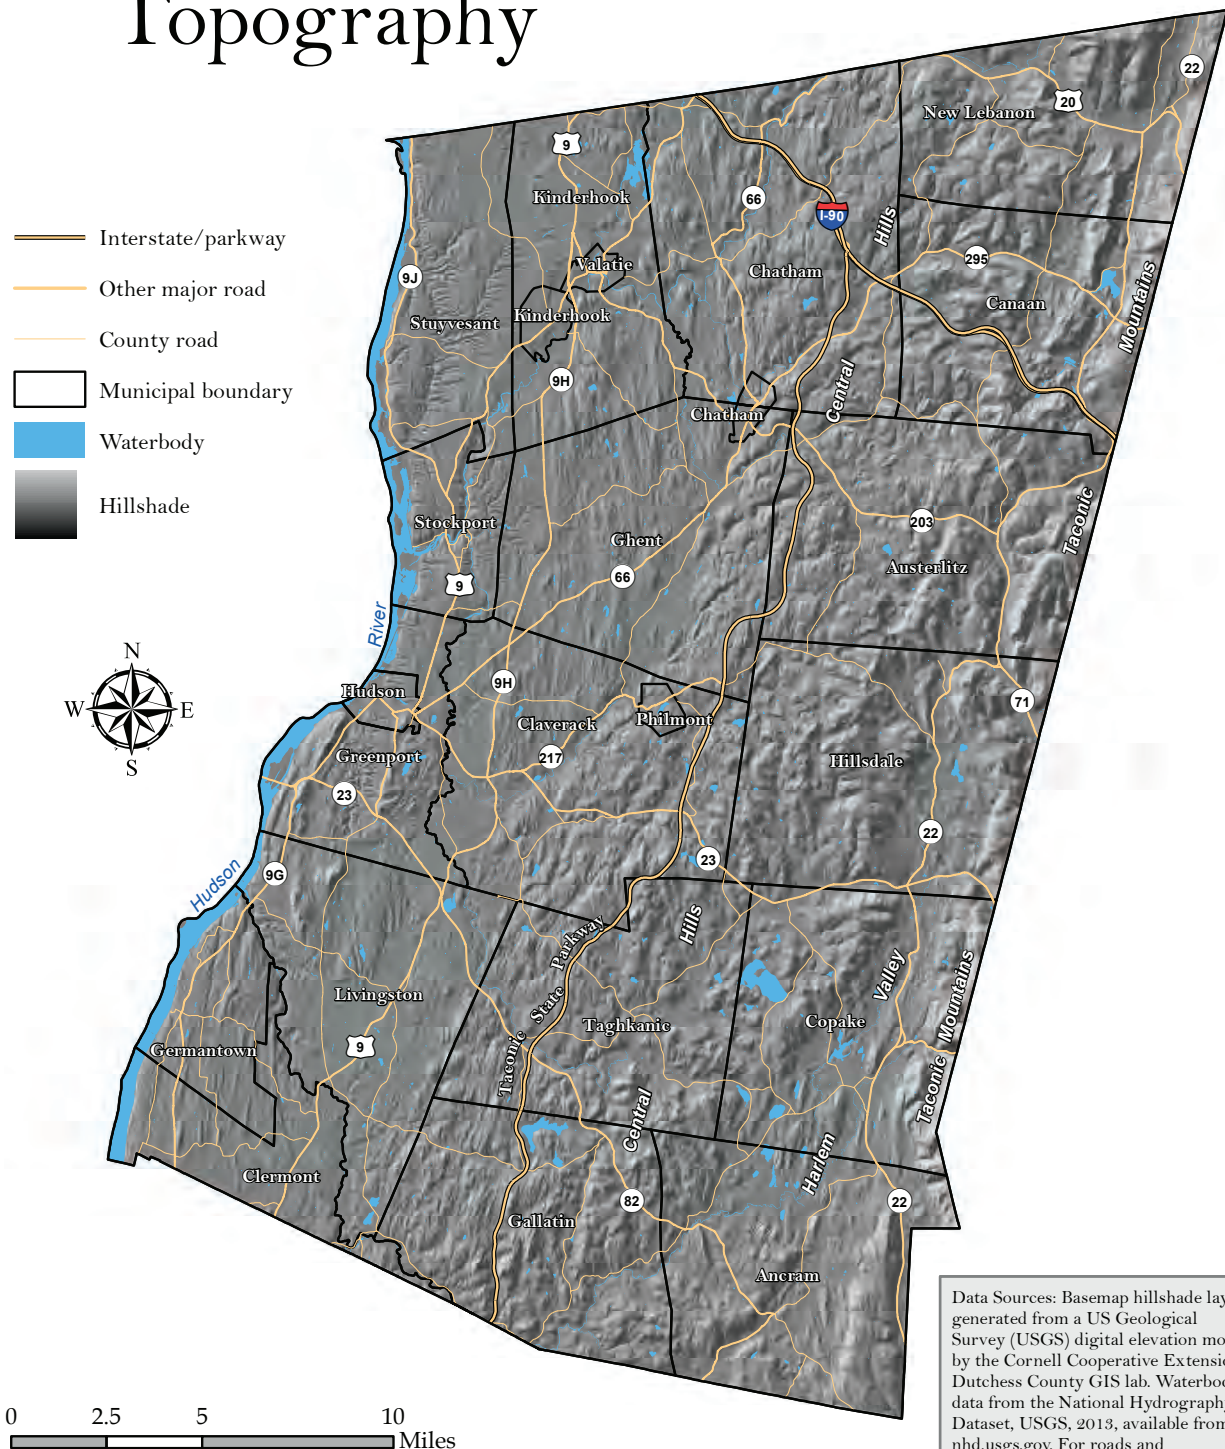 Topography
22
20
New Lebanon
9
Kinderhook
66
I-90
Hills
Interstate/parkway
295
Valatie
Chatham
9J
Other major road
Canaan
Mountains
Kinderhook
Stuyvesant
County road
9H
Central
Municipal boundary
Chatham
Waterbody
Hillshade
Stockport
203
Taconic
Ghent
Austerlitz
66
9
River
N
9H
Hudson
71
W
E
Philmont
Claverack
S
Greenport
217
Hillsdale
23
22
23
9G
Hudson
Hills
Parkway
Valley
Mountains
Livingston
State
Taghkanic
Copake
9
Germantown
Taconic
Taconic
Central
Harlem
Clermont
82
22
Gallatin
Ancram
Data Sources: Basemap hillshade lay
generated from a US Geological
Survey (USGS) digital elevation mo
by the Cornell Cooperative Extensi
Dutchess County GIS lab. Waterbo
data from the National Hydrography
Dataset, USGS, 2013, available from
nhd.usgs.gov. For roads and
0 2.5 5 10
Miles